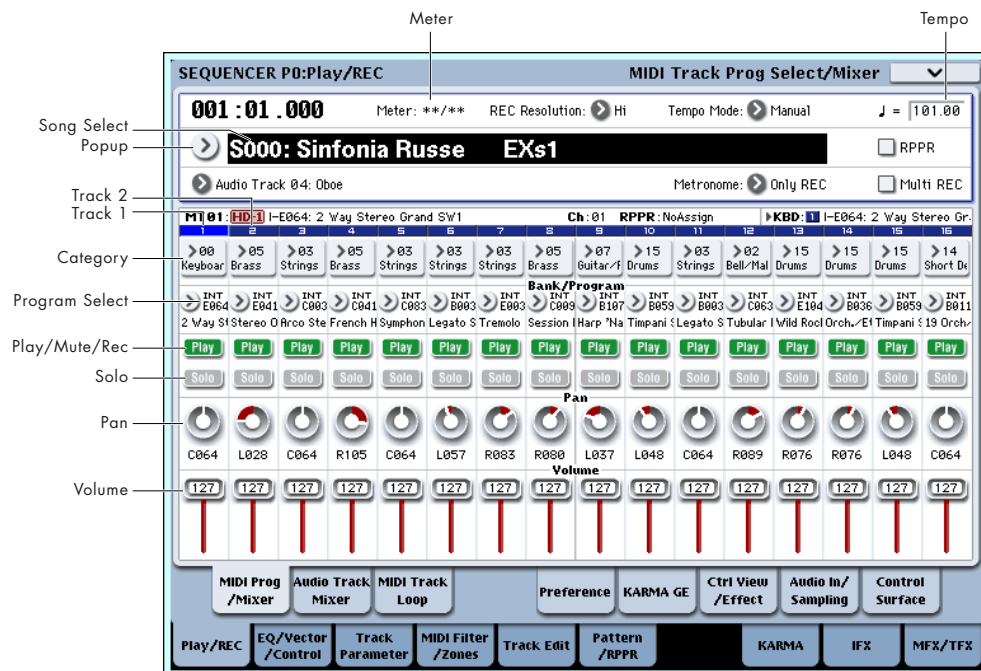 Meter
Tempo
SEQUENCER P0:Play/REC MIDI Track Prog Select/Mixer
001:01.000 Meter: **/** REC Resolution: Hi Tempo Mode: Manual ♩ = 101.00
Song Select
Popup
S000: Sinfonia Russe EXs1
RPPR
Audio Track 04: Oboe Metronome: Only REC Multi REC
Track 2
Track 1
MT 01: HD-1 I-E064: 2 Way Stereo Grand SW1 Ch:01 RPPR:NoAssign KBD: 1 I-E064: 2 Way Stereo Gr.
1 2 3 4 5 6 7 8 9 10 11 12 13 14 15 16
Category
00 05 03 05 03 03 03 05 07 15 03 02 15 15 15 14
Keyboar Brass Strings Brass Strings Strings Strings Brass Guitar/F Drums Strings Bell/Mal Drums Drums Drums Short De
Bank/Program
Program Select
INT INT INT INT INT INT INT INT INT INT INT INT INT INT INT INT
E064 E041 C003 C041 C083 B003 E003 C009 B107 B059 B003 C063 E104 B036 B059 B011
2 Way St Stereo O Arco Ste French H Symphon Legato S Tremolo Session Harp "Na Timpani S Legato S Tubular Wild Roc Orch./Ef Timpani S 19 Orch/
Play/Mute/Rec
Play Play Play Play Play Play Play Play Play Play Play Play Play Play Play Play
Solo
Solo Solo Solo Solo Solo Solo Solo Solo Solo Solo Solo Solo Solo Solo Solo Solo
Pan
Pan
C064 L028 C064 R105 C064 L057 R083 R080 L037 L048 C064 R089 R076 R076 L048 C064
Volume
Volume
127 127 127 127 127 127 127 127 127 127 127 127 127 127 127 127
MIDI Prog /Mixer
Audio Track Mixer
MIDI Track Loop
Preference
KARMA GE
Ctrl View /Effect
Audio In/ Sampling
Control Surface
Play/REC
EQ/Vector /Control
Track Parameter
MIDI Filter /Zones
Track Edit
Pattern /RPPR
KARMA
IFX
MFX/TFX